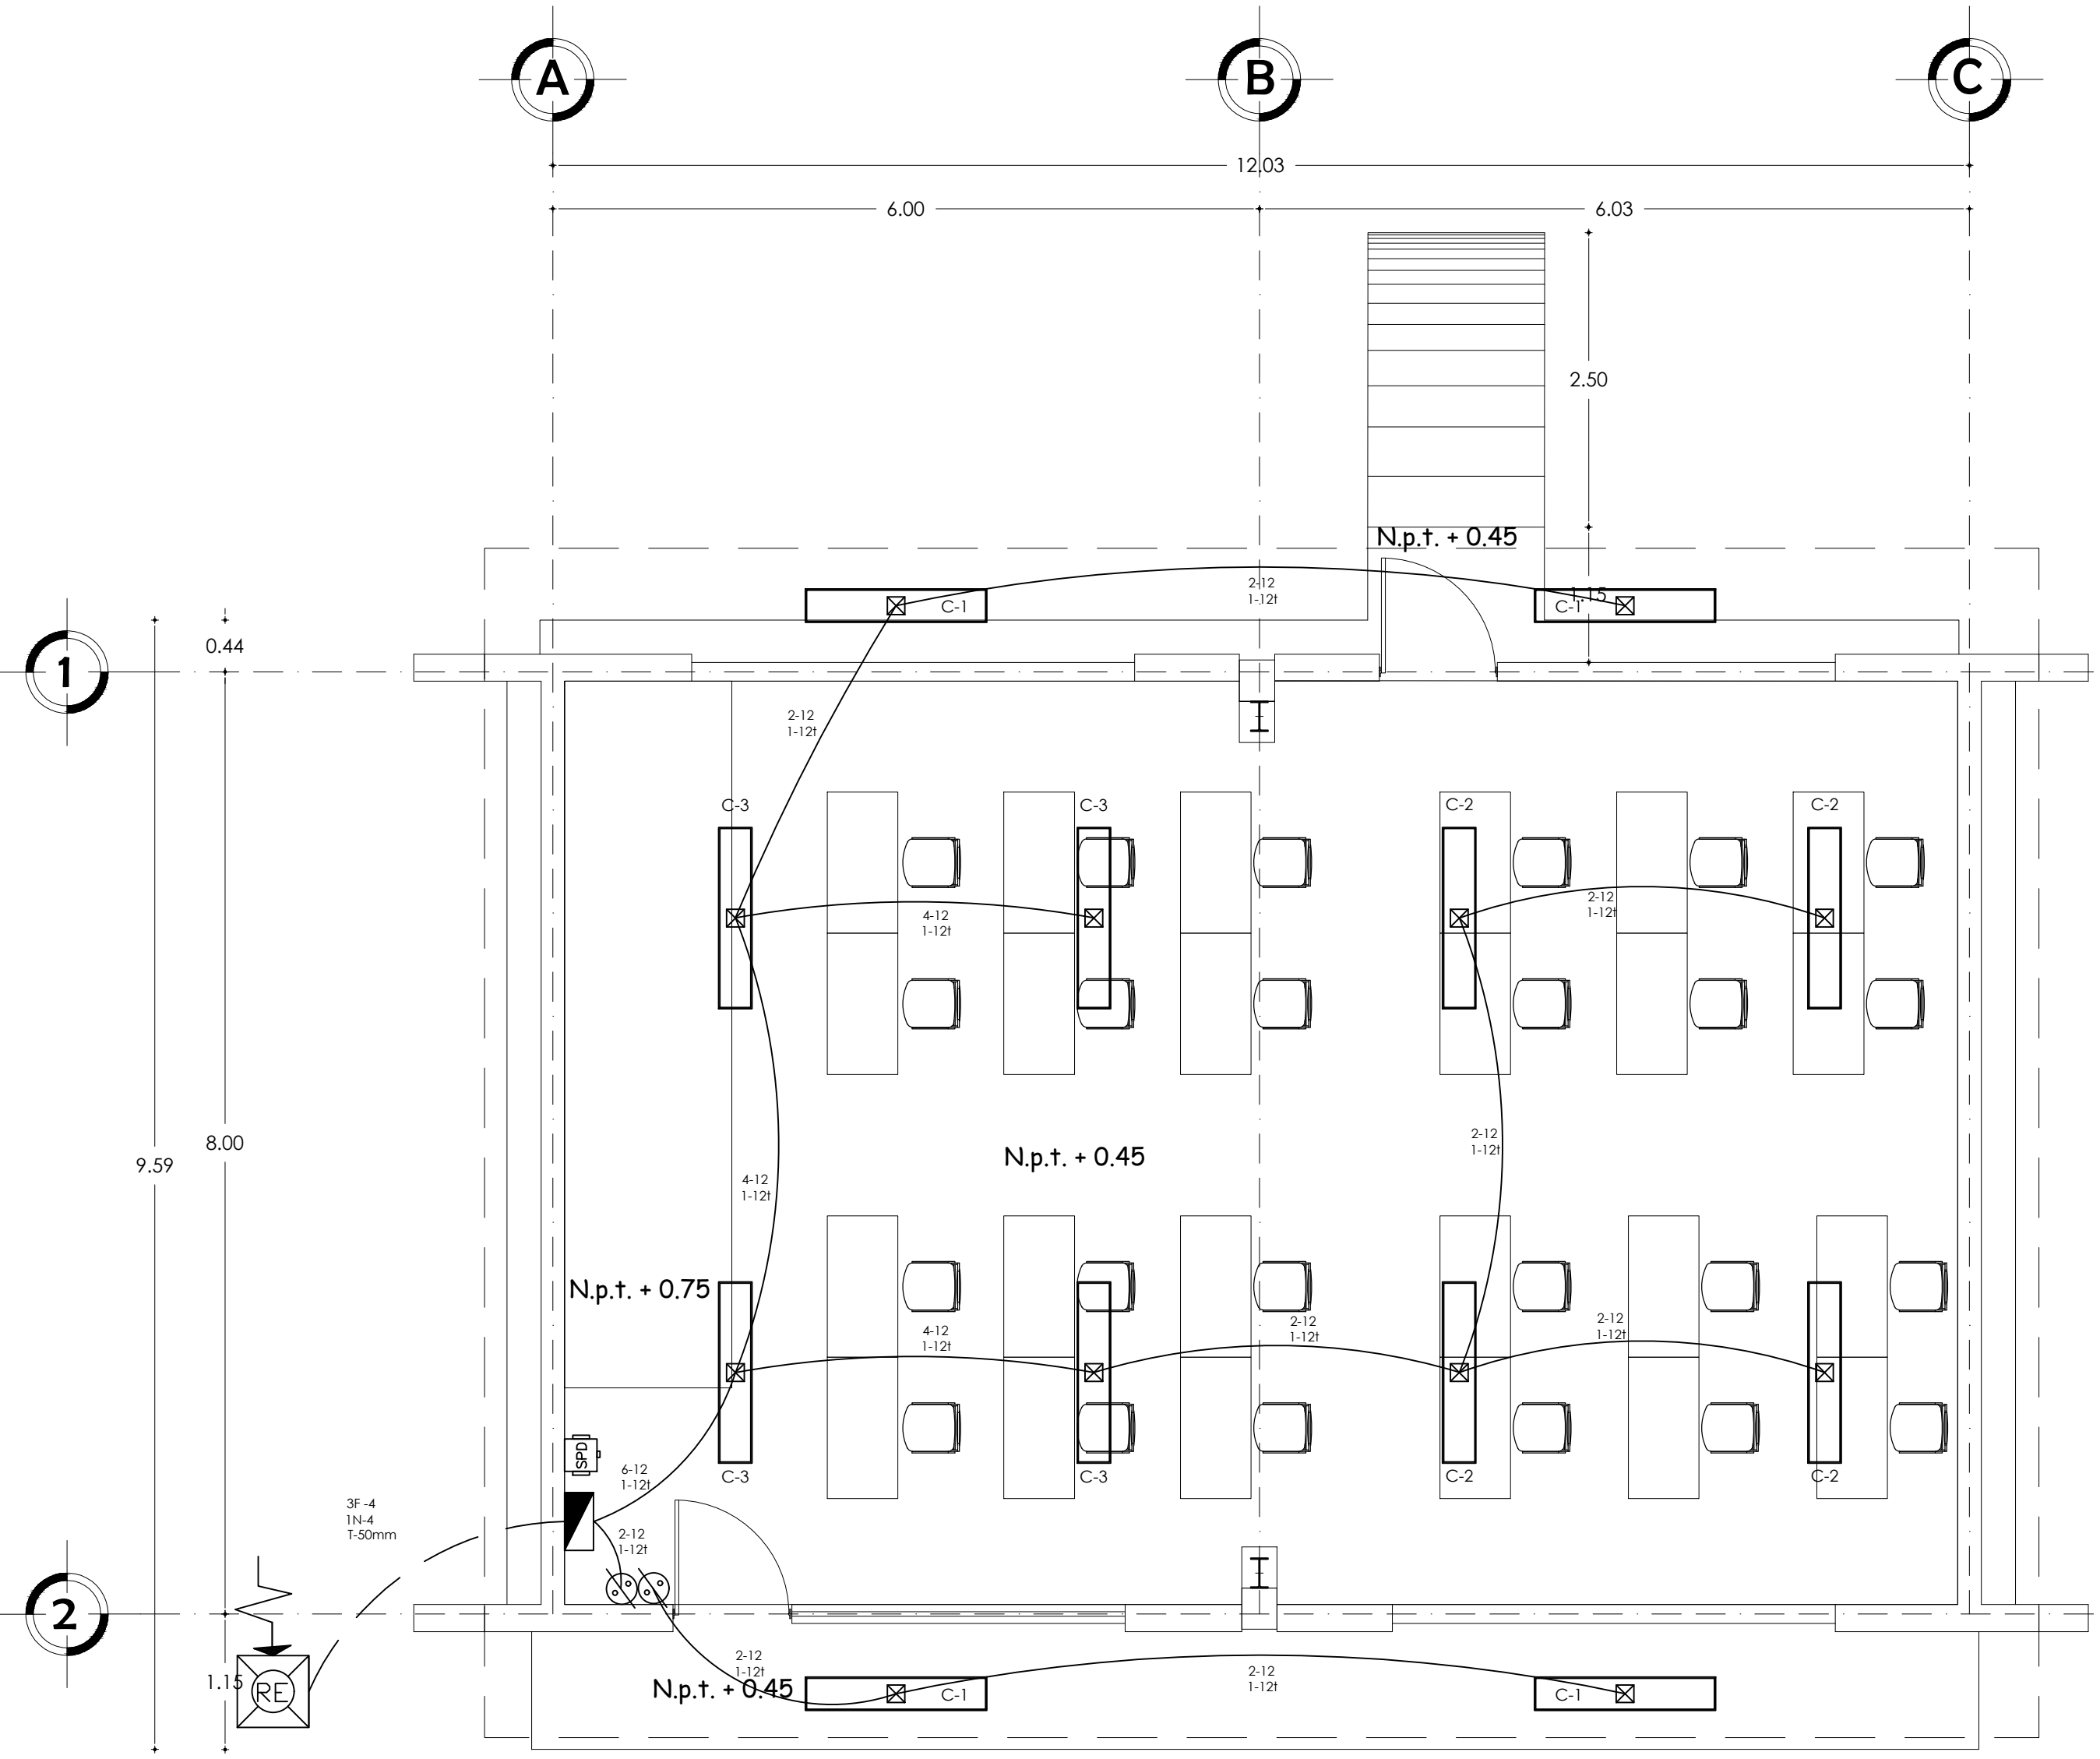 A
B
C
12.03
6.00
6.03
2.50
N.p.t. + 0.45
2-12
1-12t
C-1
C-1
1.15
1
0.44
2-12
1-12t
C-3
C-3
C-2
C-2
4-12
1-12t
2-12
1-12t
9.59
8.00
N.p.t. + 0.45
2-12
1-12t
4-12
1-12t
N.p.t. + 0.75
4-12
1-12t
2-12
1-12t
2-12
1-12t
SPD
C-3
C-3
C-2
C-2
6-12
1-12t
3F -4
1N-4
T-50mm
2-12
1-12t
2
2-12
1-12t
N.p.t. + 0.45
2-12
1-12t
C-1
C-1
1.15
RE